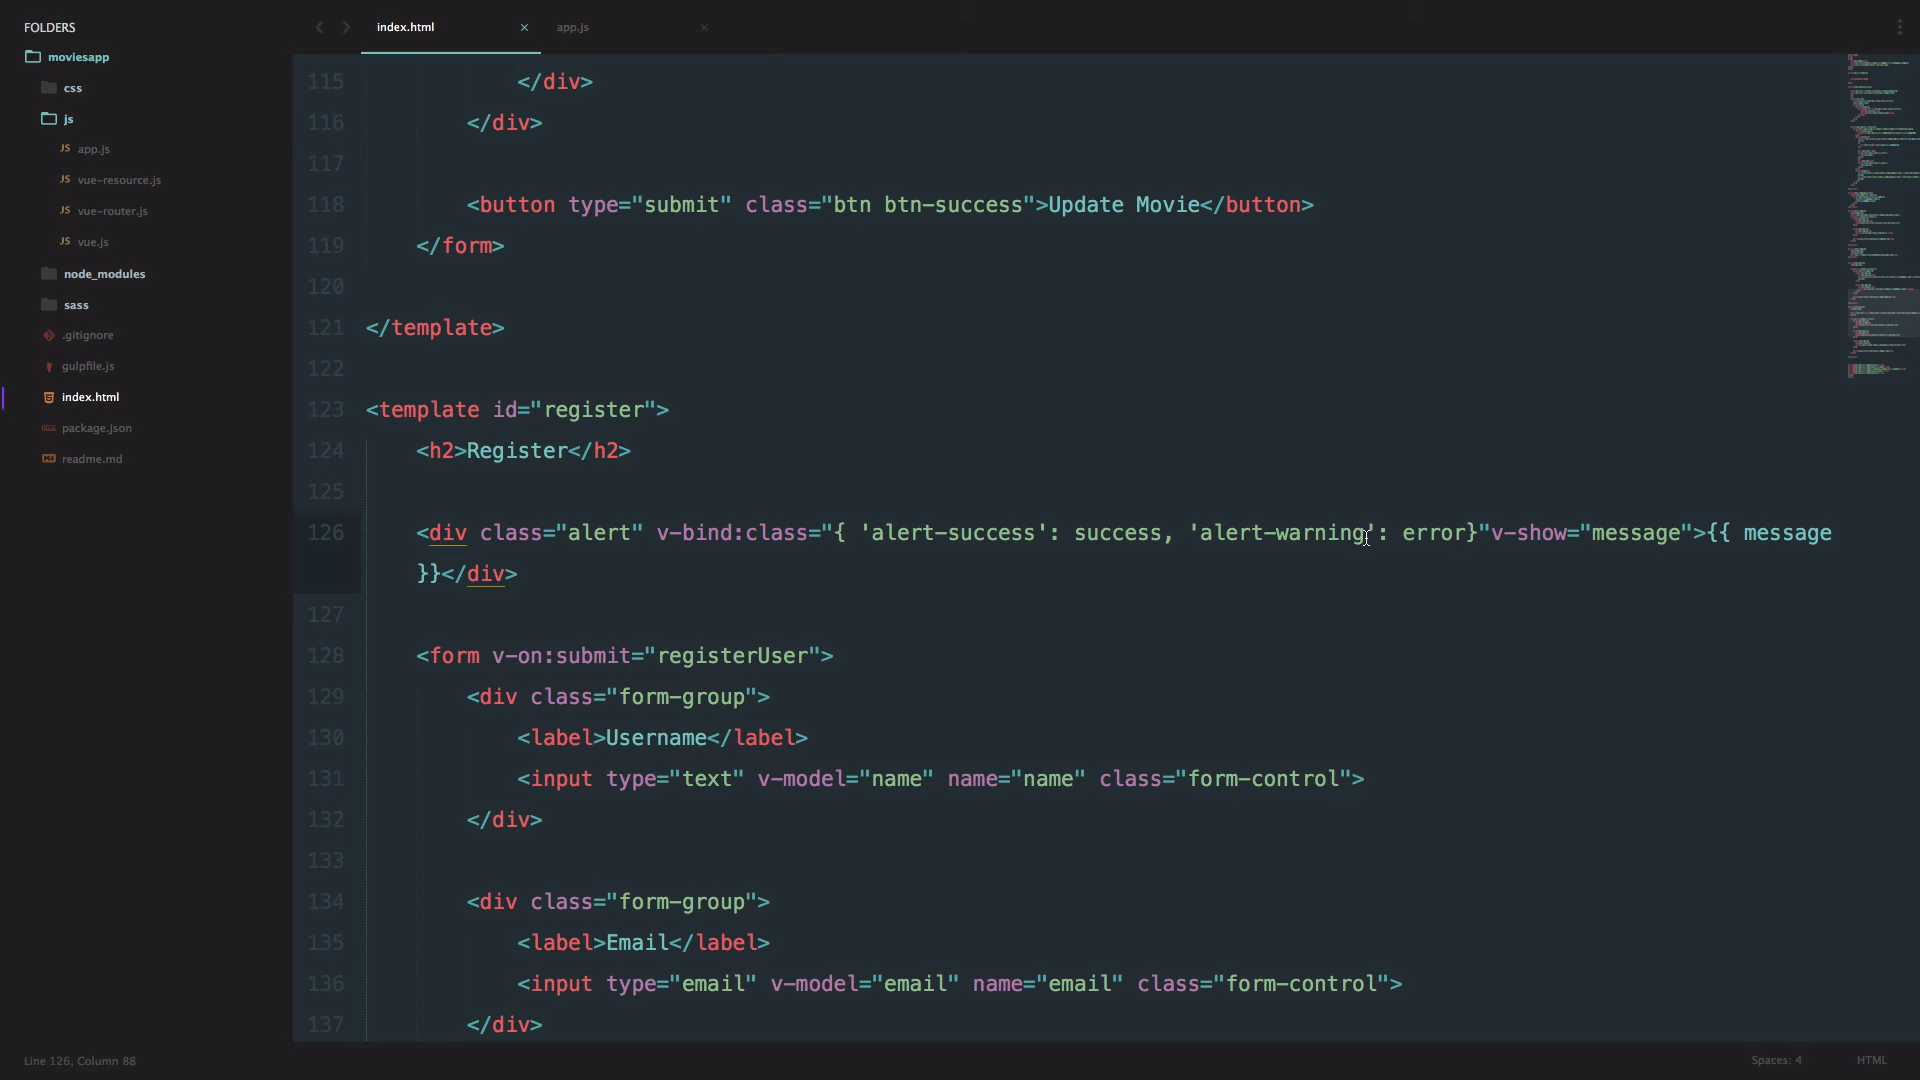 FOLDERS
moviesapp
css
js
JS app.js
JS vue-resource.js
JS vue-router.js
JS vue.js
node_modules
sass
.gitignore
gulpfile.js
index.html
package.json
readme.md
index.html × app.js ×
115 </div>
116 </div>
117
118 <button type="submit" class="btn btn-success">Update Movie</button>
119 </form>
120
121 </template>
122
123 <template id="register">
124 <h2>Register</h2>
125
126 <div class="alert" v-bind:class="{ 'alert-success': success, 'alert-warning': error}"v-show="message">{{ message
}}</div>
127
128 <form v-on:submit="registerUser">
129 <div class="form-group">
130 <label>Username</label>
131 <input type="text" v-model="name" name="name" class="form-control">
132 </div>
133
134 <div class="form-group">
135 <label>Email</label>
136 <input type="email" v-model="email" name="email" class="form-control">
137 </div>
Line 126, Column 88
Spaces: 4 HTML